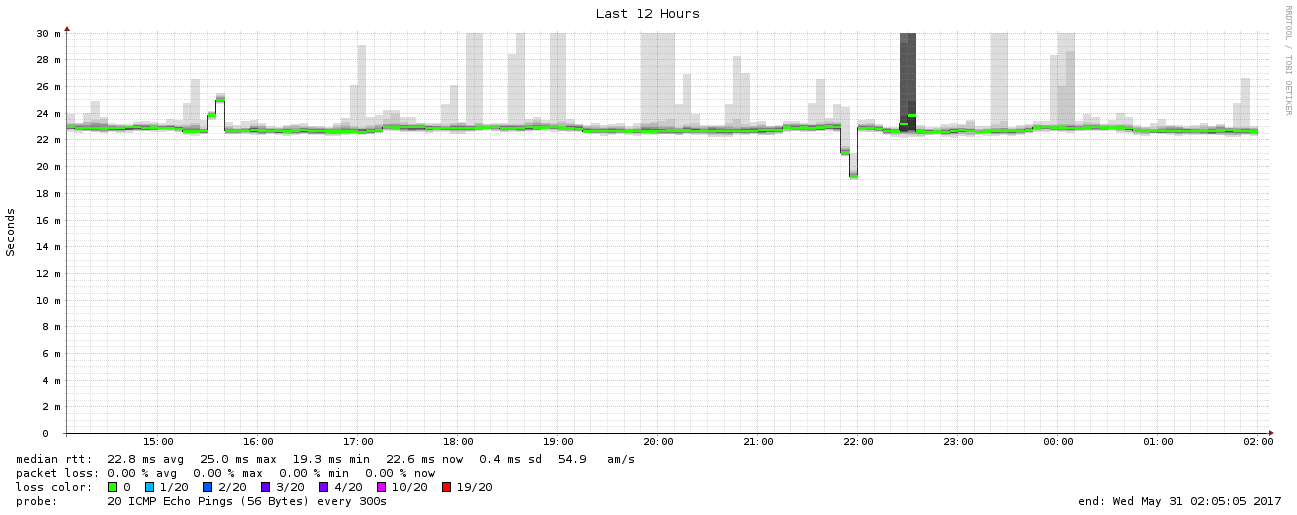 Last 12 Hours
RRDTOOL / TOBI OETIKER
Seconds
30 m
28 m
26 m
24 m
22 m
20 m
18 m
16 m
14 m
12 m
10 m
8 m
6 m
4 m
2 m
0
15:00 16:00 17:00 18:00 19:00 20:00 21:00 22:00 23:00 00:00 01:00 02:00
median rtt: 22.8 ms avg 25.0 ms max 19.3 ms min 22.6 ms now 0.4 ms sd 54.9 am/s
packet loss: 0.00 % avg 0.00 % max 0.00 % min 0.00 % now
loss color: 0 1/20 2/20 3/20 4/20 10/20 19/20
probe: 20 ICMP Echo Pings (56 Bytes) every 300s end: Wed May 31 02:05:05 2017